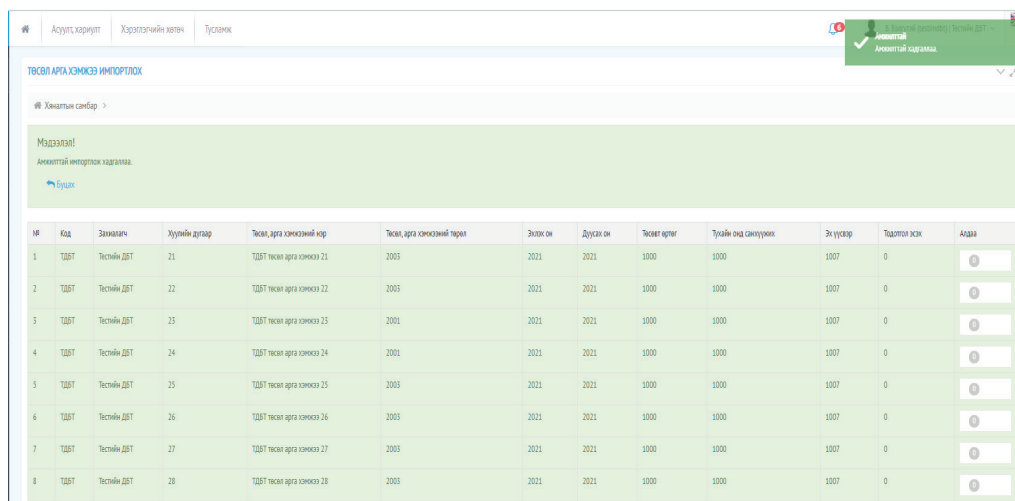 Асуулт, хариулт Хэрэглэгчийн хөтөч Тусламж 6
Амжилттай
Амжилттай хадгаллаа.
ТӨСӨЛ АРГА ХЭМЖЭЭ ИМПОРТЛОХ
Хяналтын самбар >
Мэдээлэл!
Амжилттай импортлож хадгаллаа.
Буцах
№ Код Захиалагч Хуулийн дугаар Төсөл, арга хэмжээний нэр Төсөл, арга хэмжээний төрөл Эхлэх он Дуусах он Төсөвт өртөг Тухайн онд санхүүжих Эх үүсвэр Тодотгол эсэх Алдаа
1 ТДБТ Тестийн ДБТ 21 ТДБТ төсөл арга хэмжээ 21 2003 2021 2021 1000 1000 1007 0 0
2 ТДБТ Тестийн ДБТ 22 ТДБТ төсөл арга хэмжээ 22 2003 2021 2021 1000 1000 1007 0 0
3 ТДБТ Тестийн ДБТ 23 ТДБТ төсөл арга хэмжээ 23 2001 2021 2021 1000 1000 1007 0 0
4 ТДБТ Тестийн ДБТ 24 ТДБТ төсөл арга хэмжээ 24 2001 2021 2021 1000 1000 1007 0 0
5 ТДБТ Тестийн ДБТ 25 ТДБТ төсөл арга хэмжээ 25 2003 2021 2021 1000 1000 1007 0 0
6 ТДБТ Тестийн ДБТ 26 ТДБТ төсөл арга хэмжээ 26 2003 2021 2021 1000 1000 1007 0 0
7 ТДБТ Тестийн ДБТ 27 ТДБТ төсөл арга хэмжээ 27 2003 2021 2021 1000 1000 1007 0 0
8 ТДБТ Тестийн ДБТ 28 ТДБТ төсөл арга хэмжээ 28 2003 2021 2021 1000 1000 1007 0 0